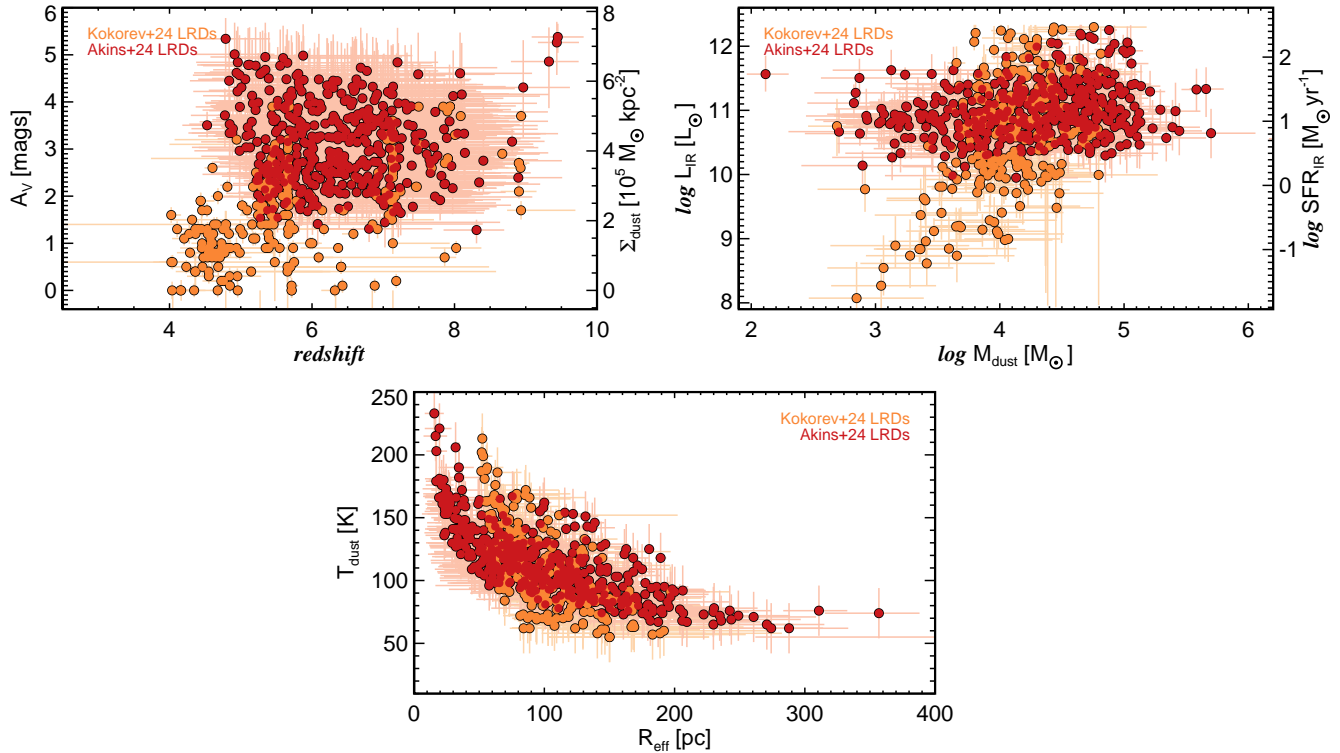 Kokorev+24 LRDs
Akins+24 LRDs
A_V [mags]
6
5
4
3
2
1
0
8
6
4
2
0
Σ_dust [10^5 M_⊙ kpc^-2]
4
6
8
10
redshift
Kokorev+24 LRDs
Akins+24 LRDs
log L_IR [L_⊙]
12
11
10
9
8
2
1
0
-1
log SFR_IR [M_⊙ yr^-1]
2
3
4
5
6
log M_dust [M_⊙]
Kokorev+24 LRDs
Akins+24 LRDs
T_dust [K]
250
200
150
100
50
0
100
200
300
400
R_eff [pc]